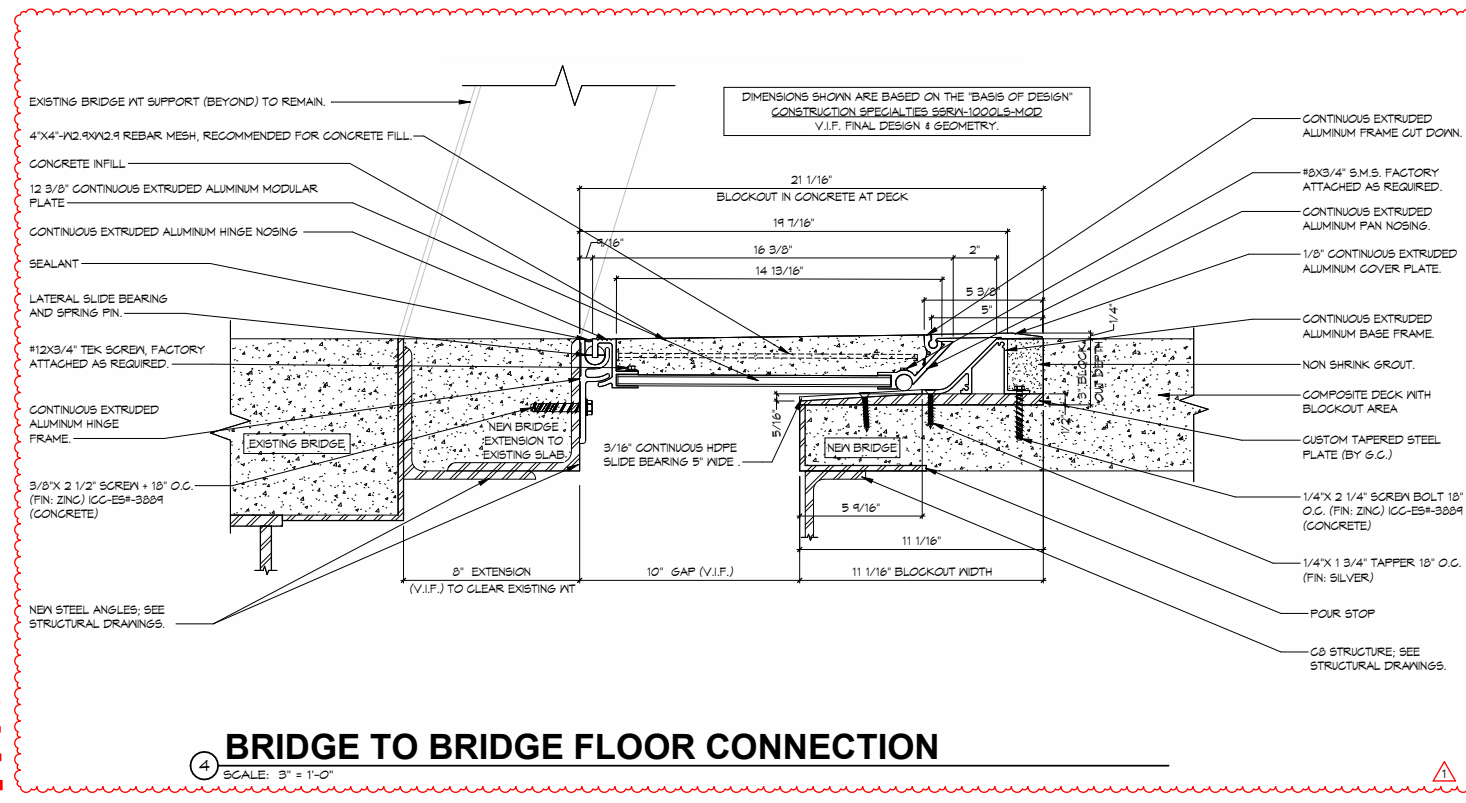 EXISTING BRIDGE WT SUPPORT (BEYOND) TO REMAIN.
4"X4"-W2.9XW2.9 REBAR MESH, RECOMMENDED FOR CONCRETE FILL.
CONCRETE INFILL
12 3/8" CONTINUOUS EXTRUDED ALUMINUM MODULAR
PLATE
CONTINUOUS EXTRUDED ALUMINUM HINGE NOSING
SEALANT
LATERAL SLIDE BEARING
AND SPRING PIN.
#12X3/4" TEK SCREW, FACTORY
ATTACHED AS REQUIRED.
CONTINUOUS EXTRUDED
ALUMINUM HINGE
FRAME.
3/8"X 2 1/2" SCREW + 18" O.C.
(FIN: ZINC) ICC-ES#-3889
(CONCRETE)
NEW STEEL ANGLES; SEE
STRUCTURAL DRAWINGS.
DIMENSIONS SHOWN ARE BASED ON THE "BASIS OF DESIGN"
CONSTRUCTION SPECIALTIES SSRW-1000LS-MOD
V.I.F. FINAL DESIGN & GEOMETRY.
21 1/16"
BLOCKOUT IN CONCRETE AT DECK
19 7/16"
9/16"
16 3/8"
2"
14 13/16"
5 3/8"
5"
1/4"
3" BLOCK
OUT DEPTH
1/2"
5/16"
EXISTING BRIDGE
NEW BRIDGE
EXTENSION TO
EXISTING SLAB
3/16" CONTINUOUS HDPE
SLIDE BEARING 5" WIDE .
NEW BRIDGE
5 9/16"
11 1/16"
8" EXTENSION
(V.I.F.) TO CLEAR EXISTING WT
10" GAP (V.I.F.)
11 1/16" BLOCKOUT WIDTH
CONTINUOUS EXTRUDED
ALUMINUM FRAME CUT DOWN.
#8X3/4" S.M.S. FACTORY
ATTACHED AS REQUIRED.
CONTINUOUS EXTRUDED
ALUMINUM PAN NOSING.
1/8" CONTINUOUS EXTRUDED
ALUMINUM COVER PLATE.
CONTINUOUS EXTRUDED
ALUMINUM BASE FRAME.
NON SHRINK GROUT.
COMPOSITE DECK WITH
BLOCKOUT AREA
CUSTOM TAPERED STEEL
PLATE (BY G.C.)
1/4"X 2 1/4" SCREW BOLT 18"
O.C. (FIN: ZINC) ICC-ES#-3889
(CONCRETE)
1/4"X 1 3/4" TAPPER 18" O.C.
(FIN: SILVER)
POUR STOP
C8 STRUCTURE; SEE
STRUCTURAL DRAWINGS.
4
BRIDGE TO BRIDGE FLOOR CONNECTION
SCALE: 3" = 1'-0"
1